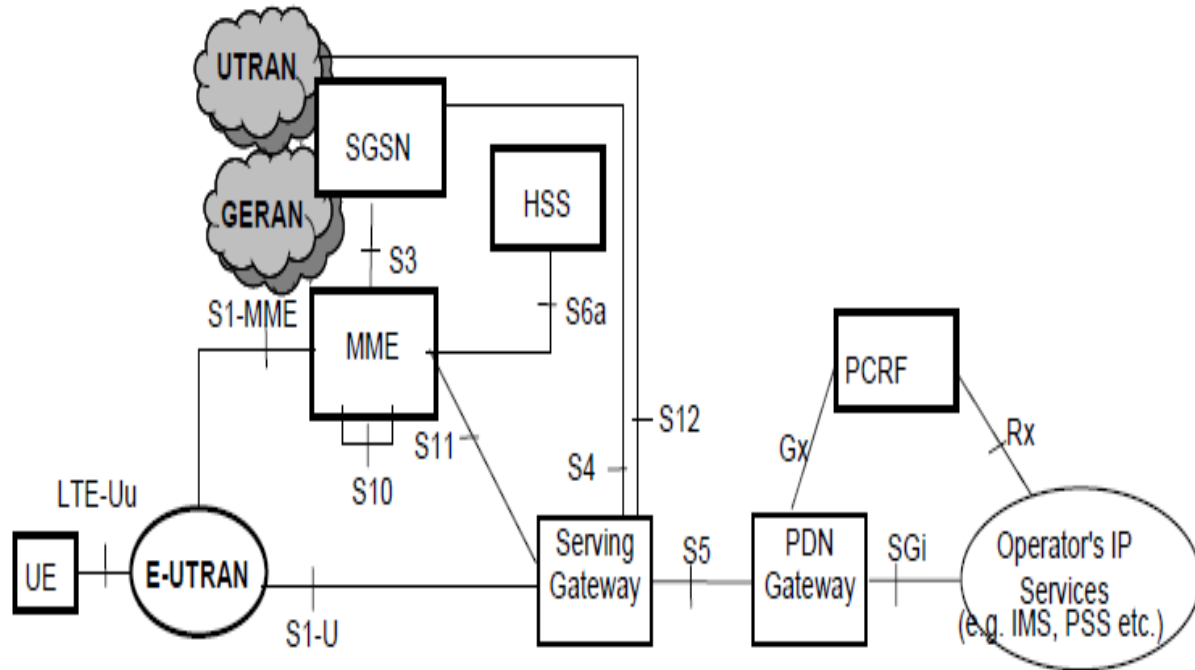 UTRAN
SGSN
HSS
GERAN
S3
S1-MME
S6a
MME
PCRF
S12
S11
Gx
Rx
S4
S10
LTE-Uu
Serving
Gateway
PDN
Gateway
Operator's IP
Services
(e.g. IMS, PSS etc.)
S5
SGi
UE
E-UTRAN
S1-U